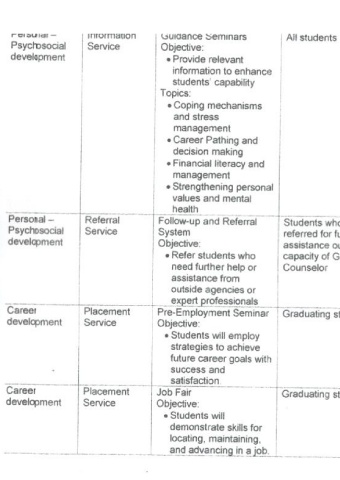 Personal –
Psychosocial
development
Information
Service
Guidance Seminars
Objective:
• Provide relevant
information to enhance
students' capability
Topics:
• Coping mechanisms
and stress
management
• Career Pathing and
decision making
• Financial literacy and
management
• Strengthening personal
values and mental
health
All students
Personal –
Psychosocial
development
Referral
Service
Follow-up and Referral
System
Objective:
• Refer students who
need further help or
assistance from
outside agencies or
expert professionals
Students who
referred for fu
assistance ou
capacity of G
Counselor
Career
development
Placement
Service
Pre-Employment Seminar
Objective:
• Students will employ
strategies to achieve
future career goals with
success and
satisfaction.
Graduating st
Career
development
Placement
Service
Job Fair
Objective:
• Students will
demonstrate skills for
locating, maintaining,
and advancing in a job.
Graduating st